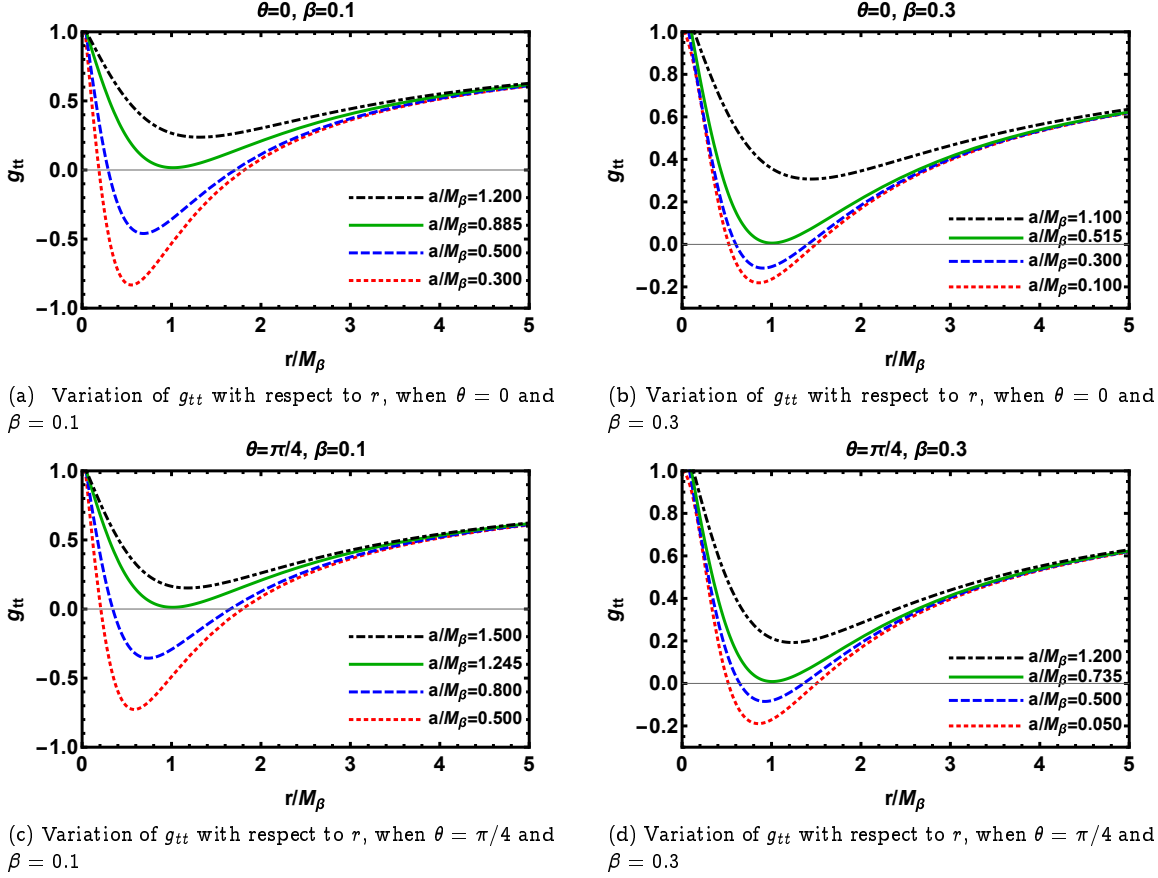 θ=0, β=0.1
1.0
0.5
0.0
−0.5
−1.0
g_tt
a/M_β=1.200
a/M_β=0.885
a/M_β=0.500
a/M_β=0.300
0 1 2 3 4 5
r/M_β
(a) Variation of g_tt with respect to r, when θ = 0 and
β = 0.1
θ=0, β=0.3
1.0
0.8
0.6
0.4
0.2
0.0
−0.2
g_tt
a/M_β=1.100
a/M_β=0.515
a/M_β=0.300
a/M_β=0.100
0 1 2 3 4 5
r/M_β
(b) Variation of g_tt with respect to r, when θ = 0 and
β = 0.3
θ=π/4, β=0.1
1.0
0.5
0.0
−0.5
−1.0
g_tt
a/M_β=1.500
a/M_β=1.245
a/M_β=0.800
a/M_β=0.500
0 1 2 3 4 5
r/M_β
(c) Variation of g_tt with respect to r, when θ = π/4 and
β = 0.1
θ=π/4, β=0.3
1.0
0.8
0.6
0.4
0.2
0.0
−0.2
g_tt
a/M_β=1.200
a/M_β=0.735
a/M_β=0.500
a/M_β=0.050
0 1 2 3 4 5
r/M_β
(d) Variation of g_tt with respect to r, when θ = π/4 and
β = 0.3